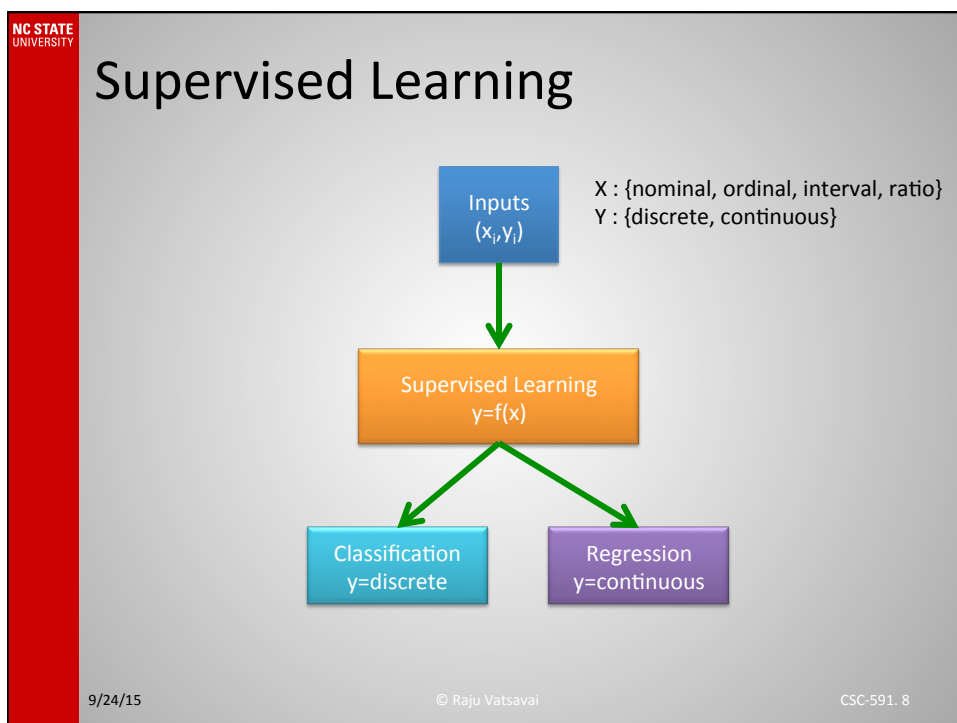 NC STATE
UNIVERSITY
Supervised Learning
Inputs
(xᵢ,yᵢ)
X : {nominal, ordinal, interval, ratio}
Y : {discrete, continuous}
Supervised Learning
y=f(x)
Classification
y=discrete
Regression
y=continuous
9/24/15
© Raju Vatsavai
CSC-591. 8